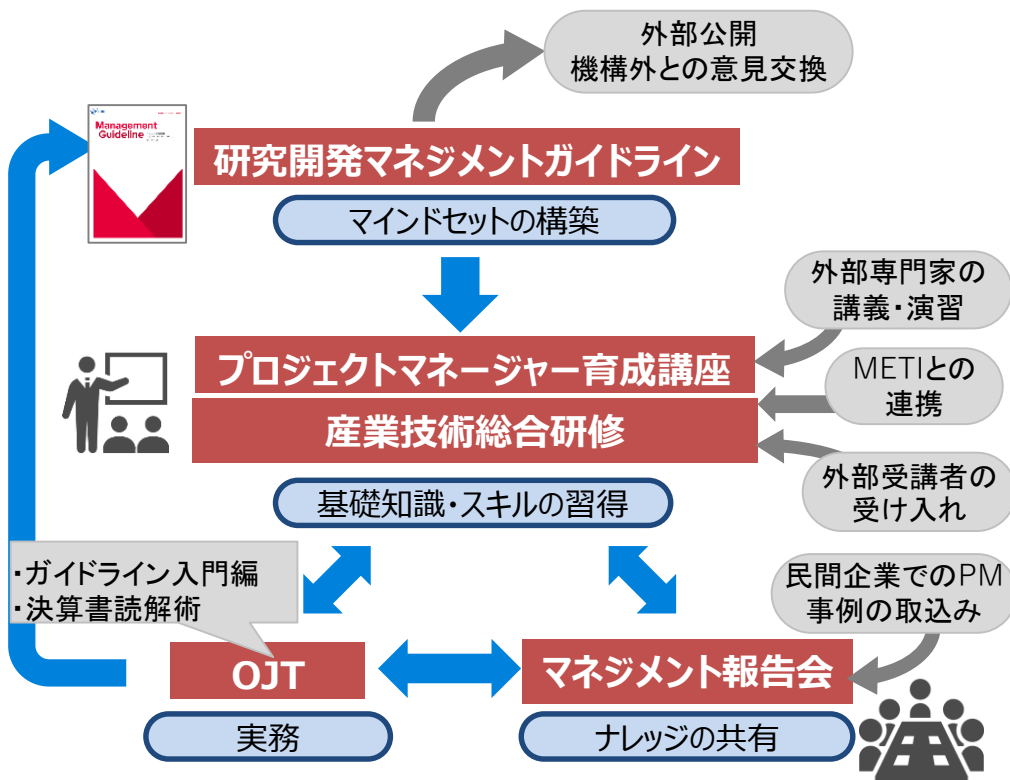 外部公開
機構外との意見交換
Management
Guideline
研究開発マネジメントガイドライン
マインドセットの構築
外部専門家の
講義・演習
プロジェクトマネージャー育成講座
METIとの
連携
産業技術総合研修
外部受講者の
受け入れ
基礎知識・スキルの習得
・ガイドライン入門編
・決算書読解術
民間企業でのPM
事例の取込み
OJT
マネジメント報告会
実務
ナレッジの共有